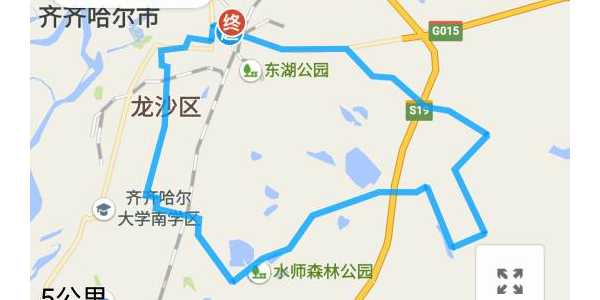 齐齐哈尔市
终
G015
东湖公园
龙沙区
S19
齐齐哈尔
大学南学区
水师森林公园
5公里